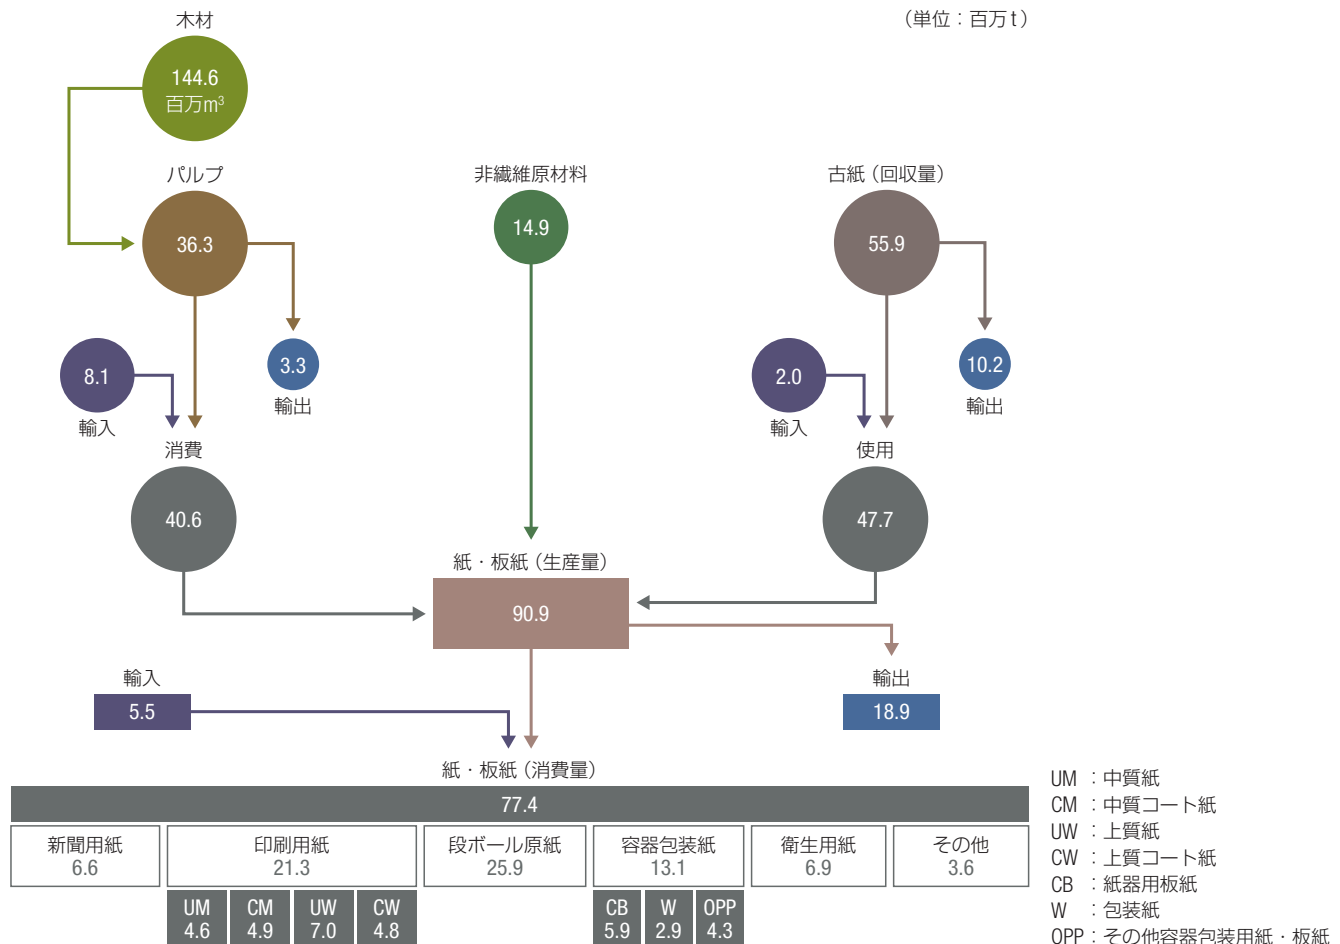 (単位：百万t)
木材
144.6
百万m³
パルプ
36.3
非繊維原材料
14.9
古紙(回収量)
55.9
8.1
輸入
3.3
輸出
2.0
輸入
10.2
輸出
消費
40.6
使用
47.7
紙・板紙(生産量)
90.9
輸入
5.5
輸出
18.9
紙・板紙(消費量)
77.4
新聞用紙
6.6
印刷用紙
21.3
段ボール原紙
25.9
容器包装紙
13.1
衛生用紙
6.9
その他
3.6
UM
4.6
CM
4.9
UW
7.0
CW
4.8
CB
5.9
W
2.9
OPP
4.3
UM：中質紙
CM：中質コート紙
UW：上質紙
CW：上質コート紙
CB：紙器用板紙
W：包装紙
OPP：その他容器包装用紙・板紙